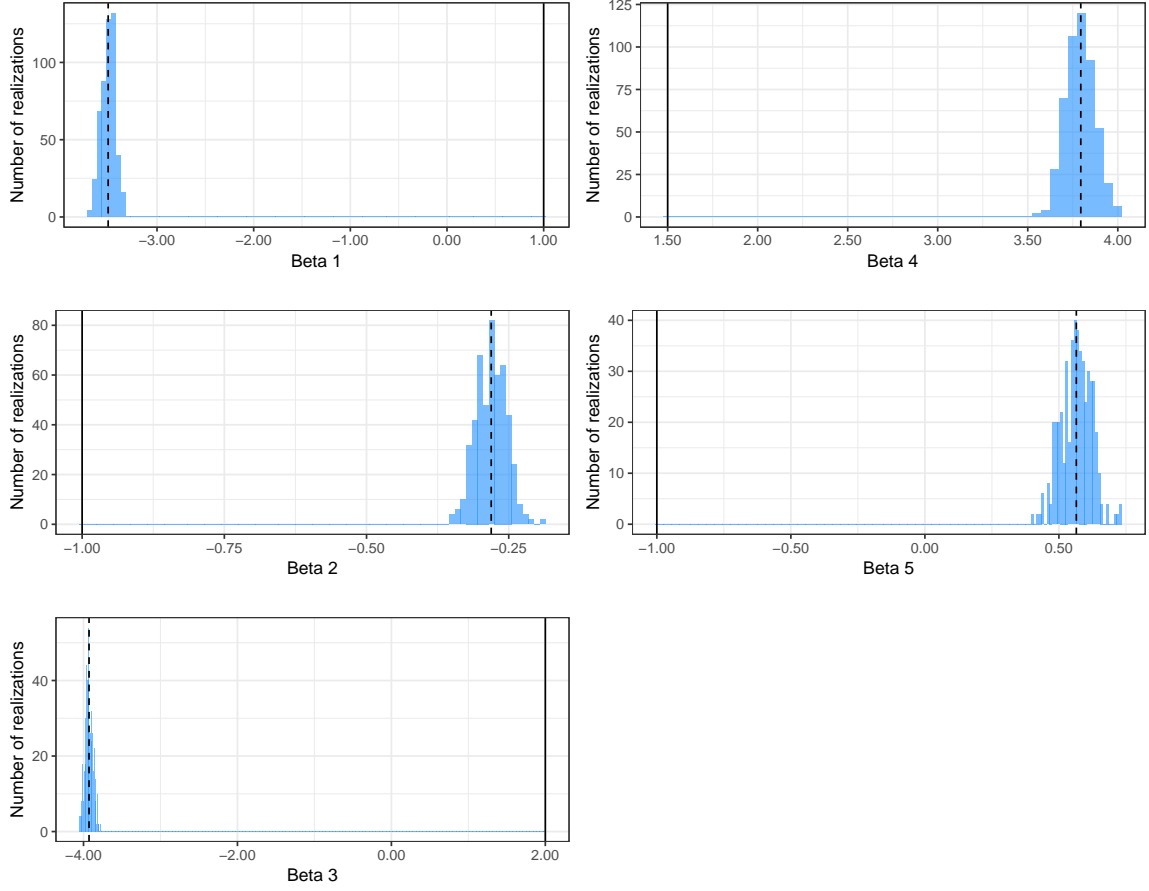 Number of realizations
100
50
0
−3.00 −2.00 −1.00 0.00 1.00
Beta 1
Number of realizations
125
100
75
50
25
0
1.50 2.00 2.50 3.00 3.50 4.00
Beta 4
Number of realizations
80
60
40
20
0
−1.00 −0.75 −0.50 −0.25
Beta 2
Number of realizations
40
30
20
10
0
−1.00 −0.50 0.00 0.50
Beta 5
Number of realizations
40
20
0
−4.00 −2.00 0.00 2.00
Beta 3